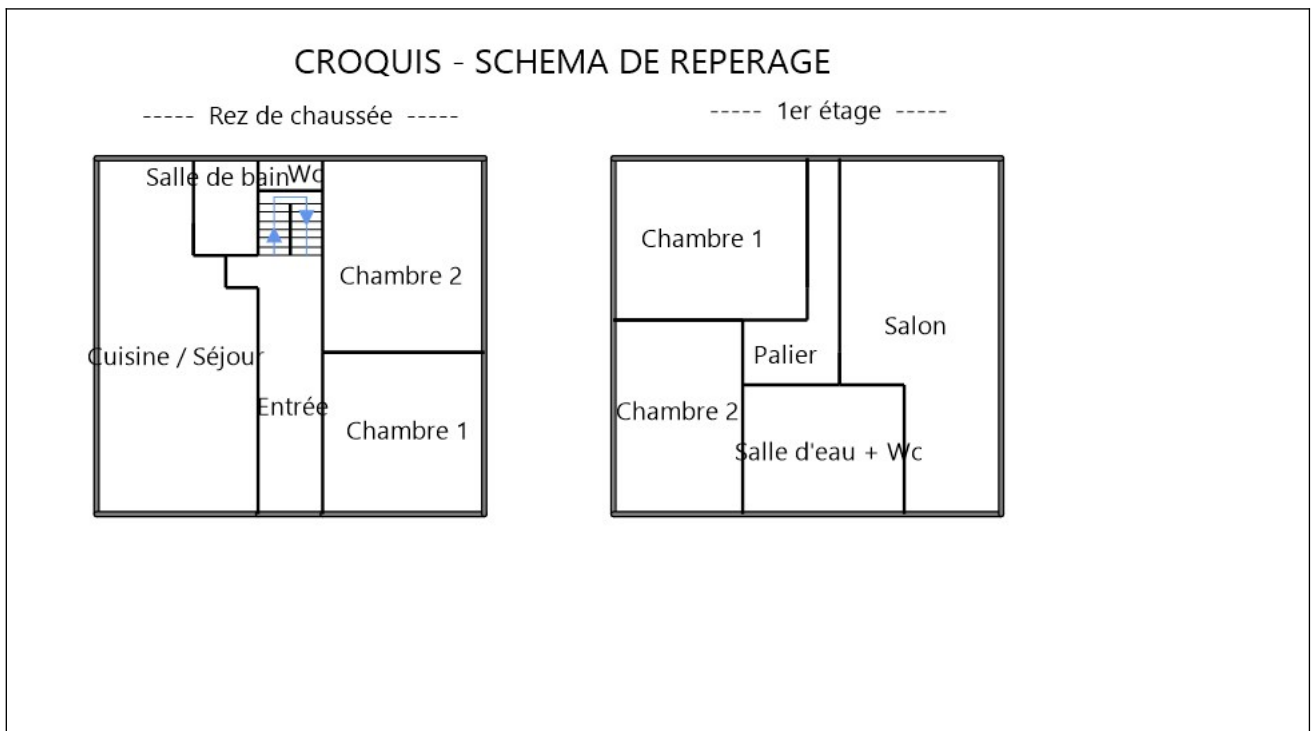 CROQUIS - SCHEMA DE REPERAGE
----- Rez de chaussée -----
Salle de bain
Wc
Chambre 2
Cuisine / Séjour
Entrée
Chambre 1
----- 1er étage -----
Chambre 1
Salon
Palier
Chambre 2
Salle d'eau + Wc